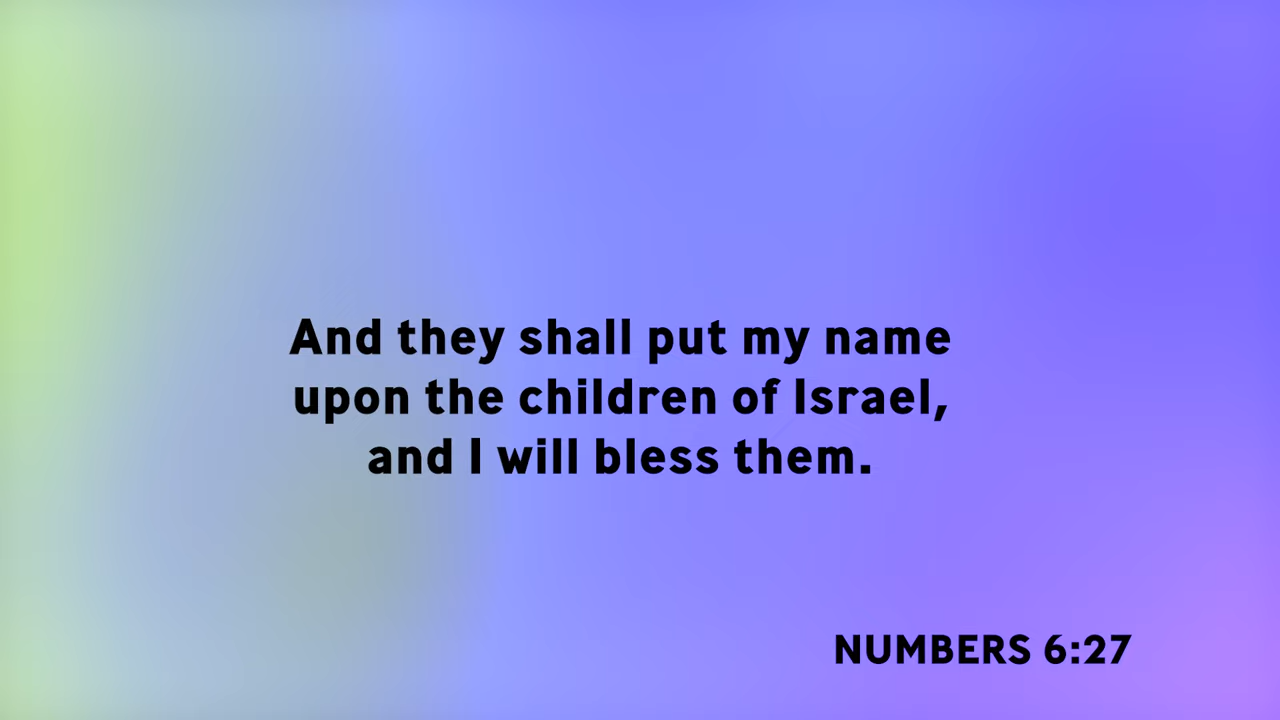 And they shall put my name
upon the children of Israel,
and I will bless them.
NUMBERS 6:27